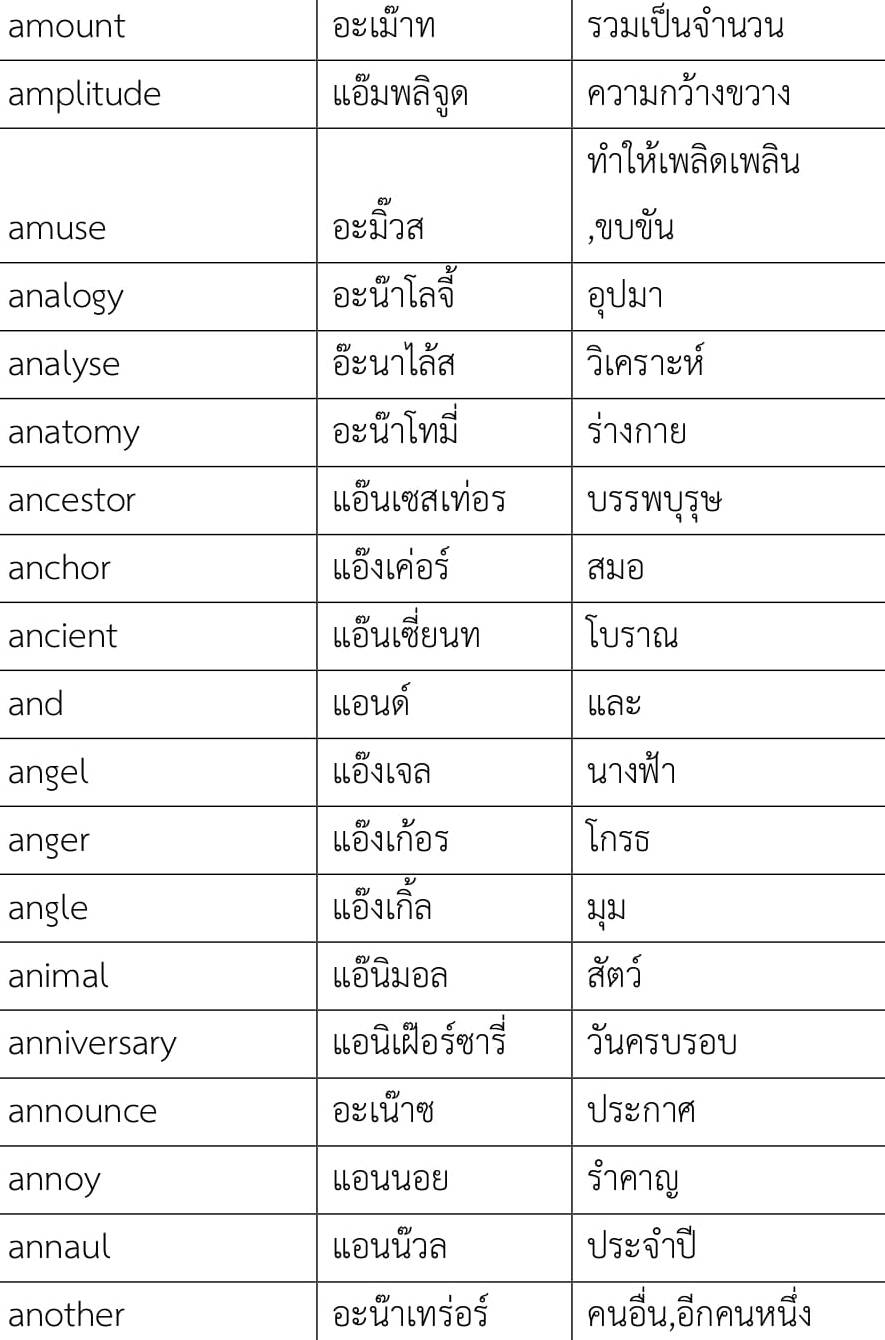 amount อะเม๊าท รวมเป็นจำนวน
amplitude แอ๊มพลิจูด ความกว้างขวาง
ทำให้เพลิดเพลิน
amuse อะมิ๊วส ,ขบขัน
analogy อะน๊าโลจี้ อุปมา
analyse อ๊ะนาไล้ส วิเคราะห์
anatomy อะน๊าโทมี่ ร่างกาย
ancestor แอ๊นเซสเท่อร บรรพบุรุษ
anchor แอ๊งเค่อร์ สมอ
ancient แอ๊นเซี่ยนท โบราณ
and แอนด์ และ
angel แอ๊งเจล นางฟ้า
anger แอ๊งเก้อร โกรธ
angle แอ๊งเกิ้ล มุม
animal แอ๊นิมอล สัตว์
anniversary แอนิเฝ๊อร์ซารี่ วันครบรอบ
announce อะเน๊าซ ประกาศ
annoy แอนนอย รำคาญ
annaul แอนน๊วล ประจำปี
another อะน๊าเทร่อร์ คนอื่น,อีกคนหนึ่ง